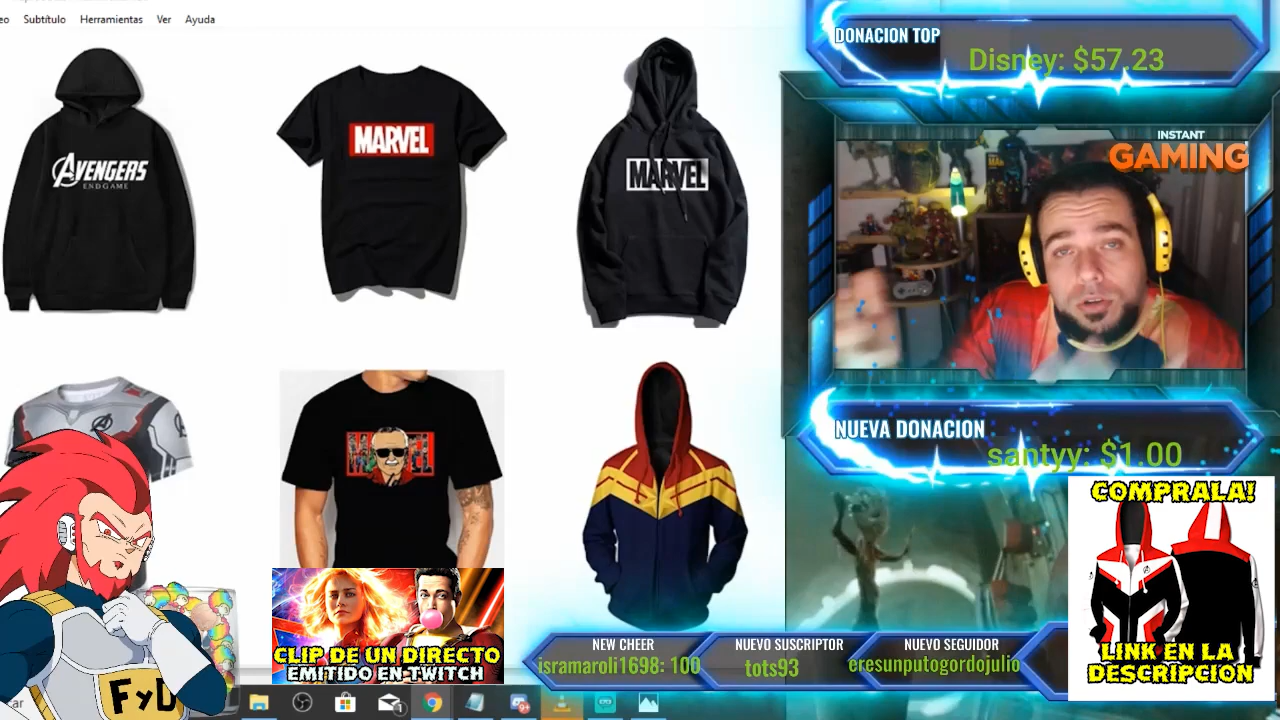 Subtítulo Herramientas Ver Ayuda
AVENGERS
ENDGAME
MARVEL
MARVEL
DONACION TOP
Disney: $57.23
INSTANT
GAMING
NUEVA DONACION
santyy: $1.00
COMPRALA!
LINK EN LA
DESCRIPCION
CLIP DE UN DIRECTO
EMITIDO EN TWITCH
FyD
NEW CHEER
isramaroli1698: 100
NUEVO SUSCRIPTOR
tots93
NUEVO SEGUIDOR
eresunputogordojulio